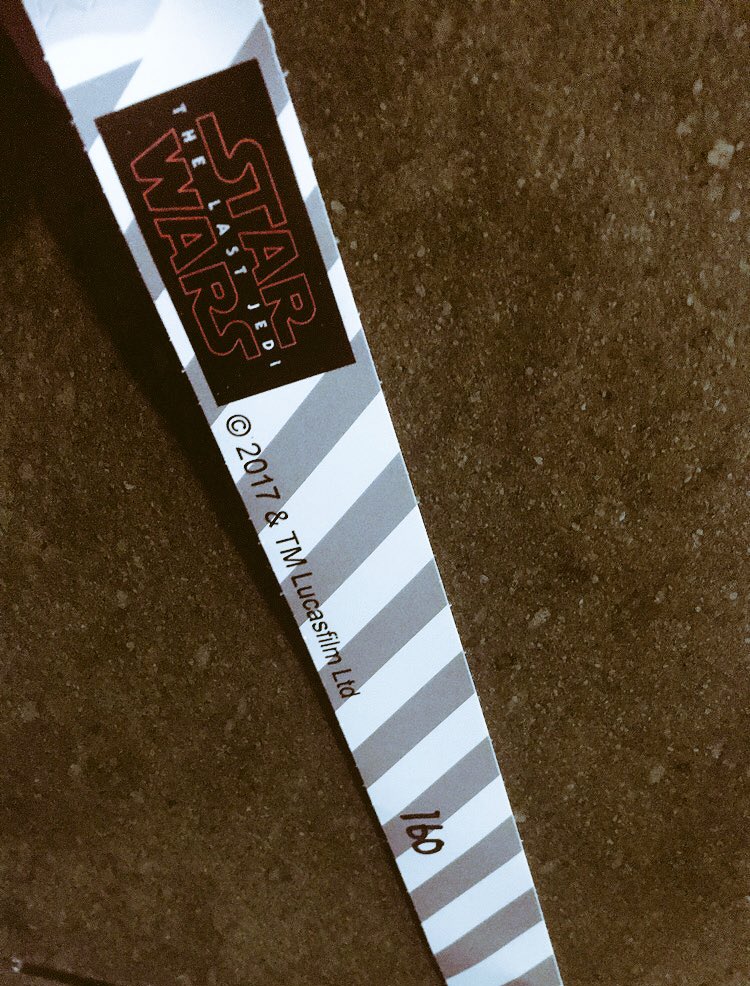 STAR
THE LAST JEDI
WARS
© 2017 & TM Lucasfilm Ltd
160